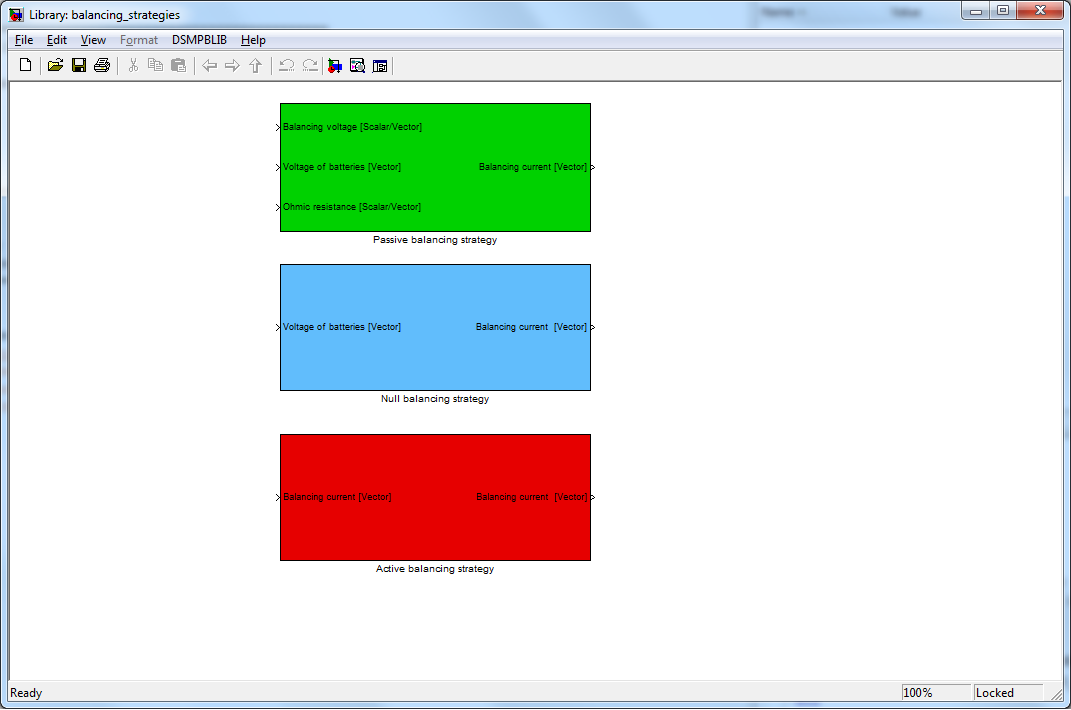 Library: balancing_strategies
File Edit View Format DSMPBLIB Help
Balancing voltage [Scalar/Vector]
Voltage of batteries [Vector] Balancing current [Vector]
Ohmic resistance [Scalar/Vector]
Passive balancing strategy
Voltage of batteries [Vector] Balancing current [Vector]
Null balancing strategy
Balancing current [Vector] Balancing current [Vector]
Active balancing strategy
Ready 100% Locked